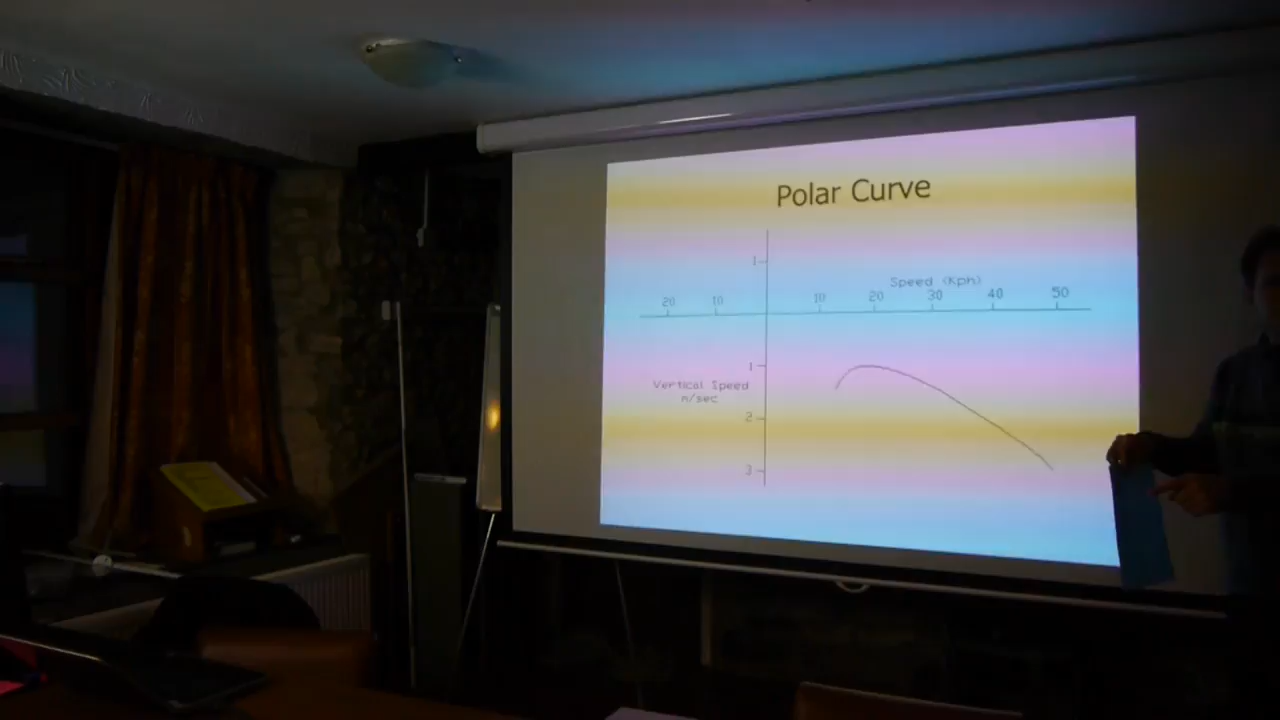 Polar Curve
1
Speed (Kph)
20 10 10 20 30 40 50
1
Vertical Speed
m/sec
2
3